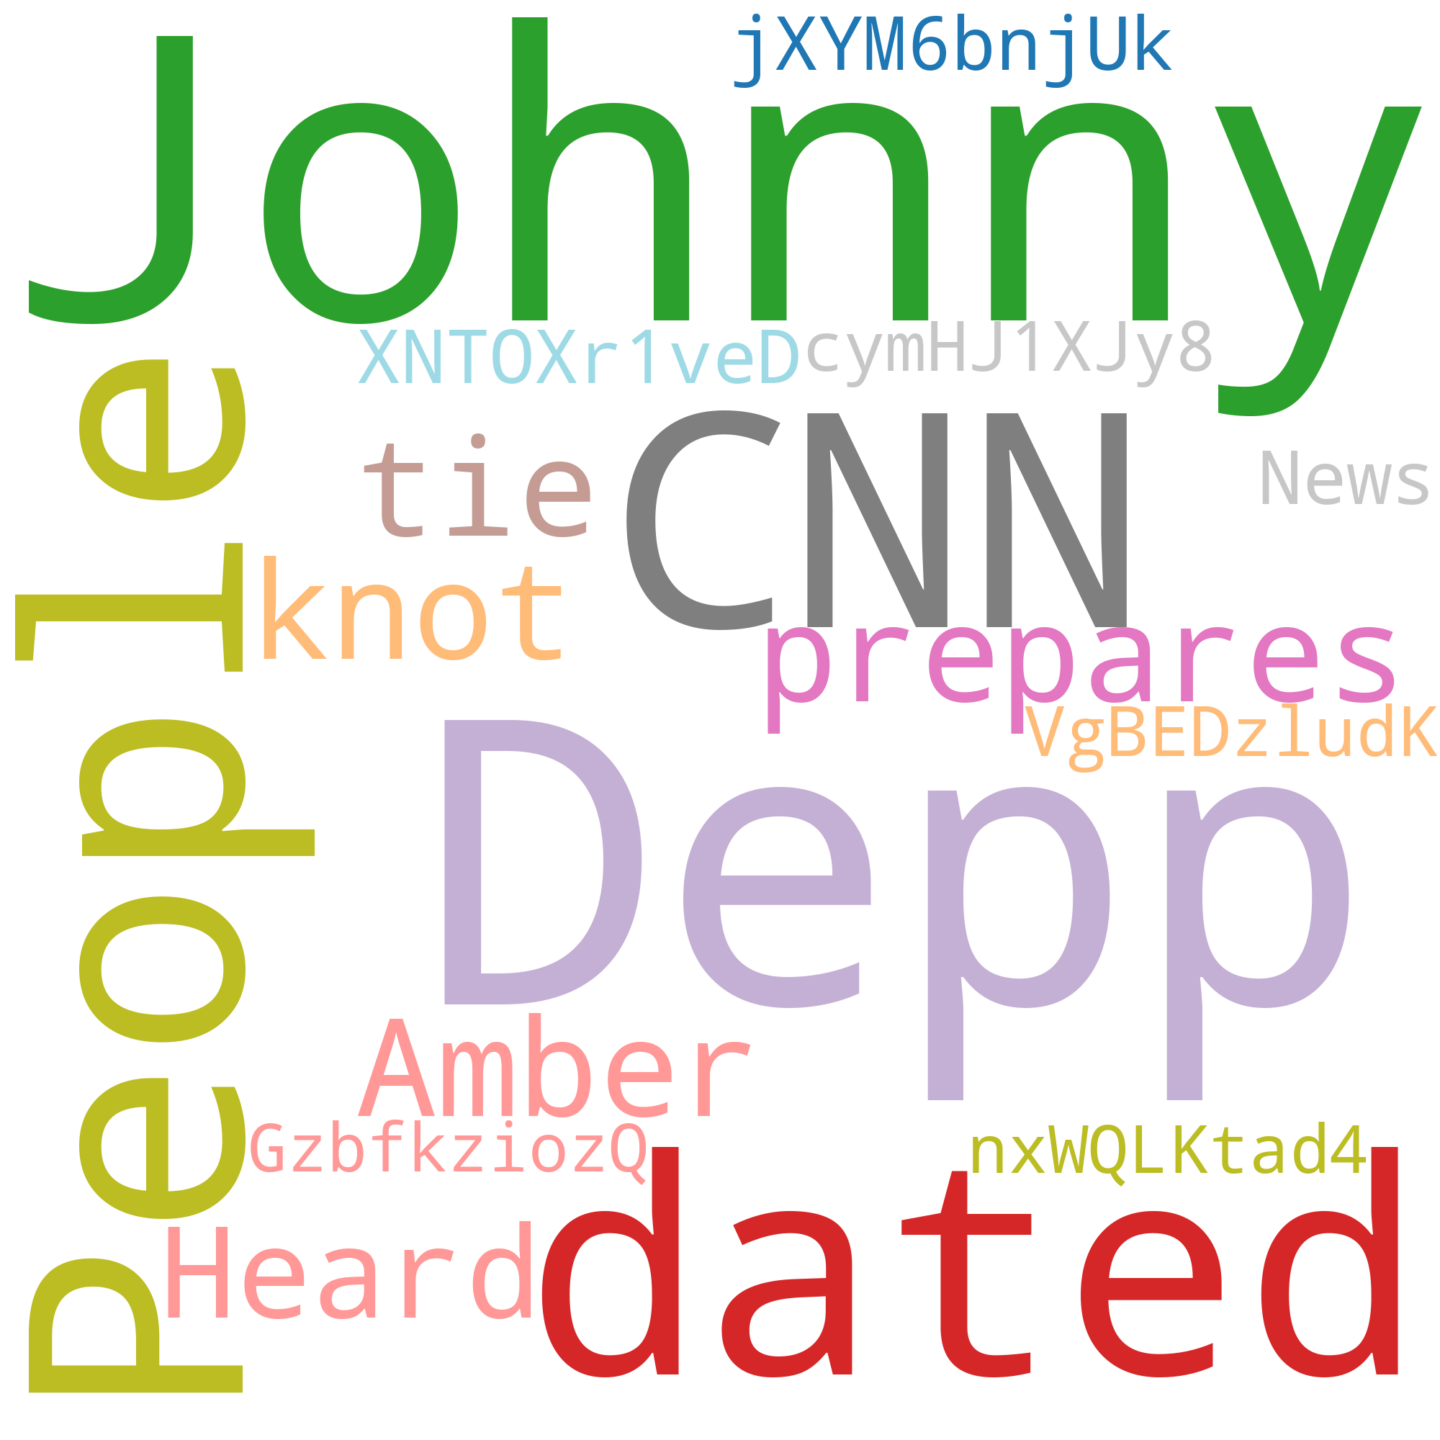 jXYM6bnjUk
Johnny
XNTOXr1veD
cymHJ1XJy8
People
CNN
tie
News
knot
prepares
VgBEDzludK
Depp
Amber
GzbfkziozQ
nxWQLKtad4
dated
Heard